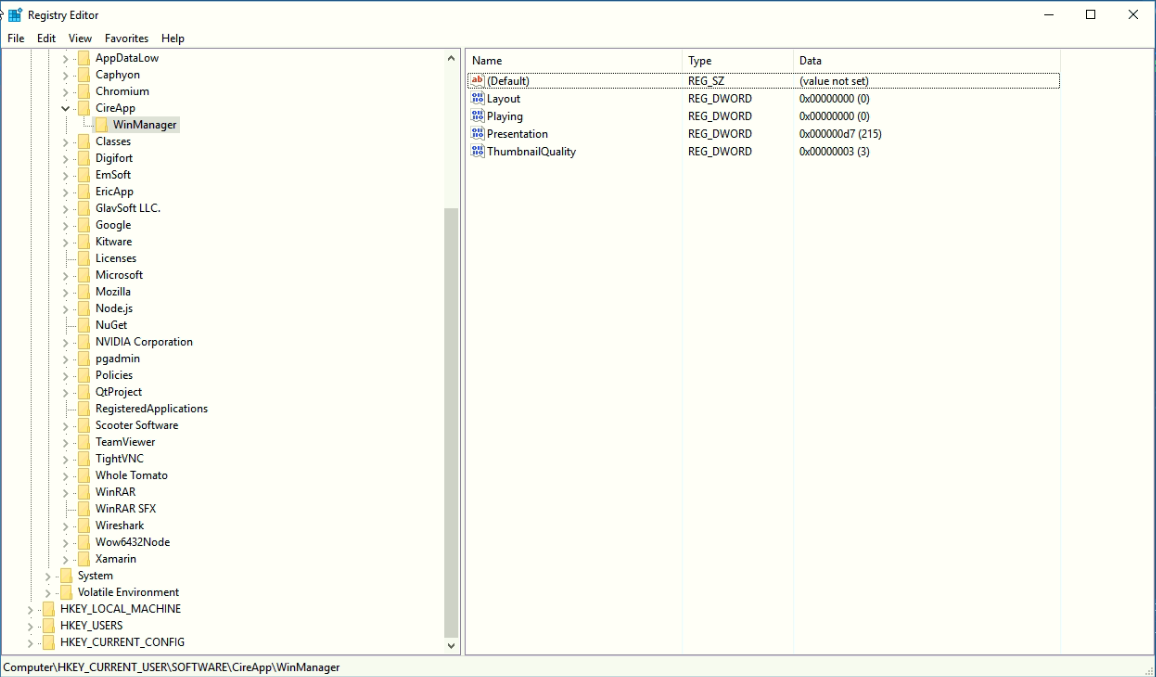 Registry Editor
File Edit View Favorites Help
AppDataLow
Caphyon
Chromium
CireApp
WinManager
Classes
Digifort
EmSoft
EricApp
GlavSoft LLC.
Google
Kitware
Licenses
Microsoft
Mozilla
Node.js
NuGet
NVIDIA Corporation
pgadmin
Policies
QtProject
RegisteredApplications
Scooter Software
TeamViewer
TightVNC
Whole Tomato
WinRAR
WinRAR SFX
Wireshark
Wow6432Node
Xamarin
System
Volatile Environment
HKEY_LOCAL_MACHINE
HKEY_USERS
HKEY_CURRENT_CONFIG
Name Type Data
(Default) REG_SZ (value not set)
Layout REG_DWORD 0x00000000 (0)
Playing REG_DWORD 0x00000000 (0)
Presentation REG_DWORD 0x000000d7 (215)
ThumbnailQuality REG_DWORD 0x00000003 (3)
Computer\HKEY_CURRENT_USER\SOFTWARE\CireApp\WinManager